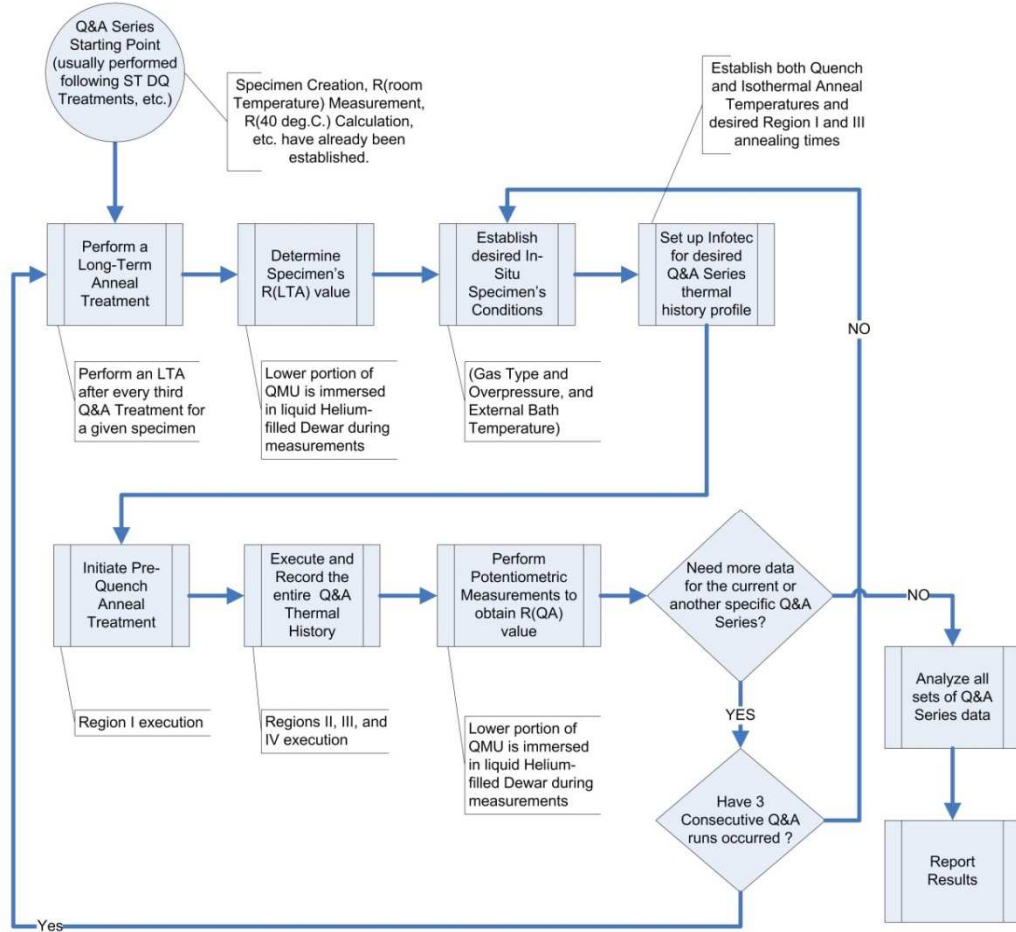 Q&A Series
Starting Point
(usually performed
following ST DQ
Treatments, etc.)
Specimen Creation, R(room
Temperature) Measurement,
R(40 deg.C.) Calculation,
etc. have already been
established.
Establish both Quench
and Isothermal Anneal
Temperatures and
desired Region I and III
annealing times
Perform a
Long-Term
Anneal
Treatment
Determine
Specimen's
R(LTA) value
Establish
desired In-
Situ
Specimen's
Conditions
Set up Infotec
for desired
Q&A Series
thermal
history profile
NO
Perform an LTA
after every third
Q&A Treatment for
a given specimen
Lower portion of
QMU is immersed
in liquid Helium-
filled Dewar during
measurements
(Gas Type and
Overpressure, and
External Bath
Temperature)
Initiate Pre-
Quench
Anneal
Treatment
Execute and
Record the
entire Q&A
Thermal
History
Perform
Potentiometric
Measurements to
obtain R(QA)
value
Need more data
for the current or
another specific Q&A
Series?
NO
Region I execution
Regions II, III, and
IV execution
Lower portion of
QMU is immersed
in liquid Helium-
filled Dewar during
measurements
YES
Analyze all
sets of Q&A
Series data
Have 3
Consecutive Q&A
runs occurred ?
Report
Results
Yes